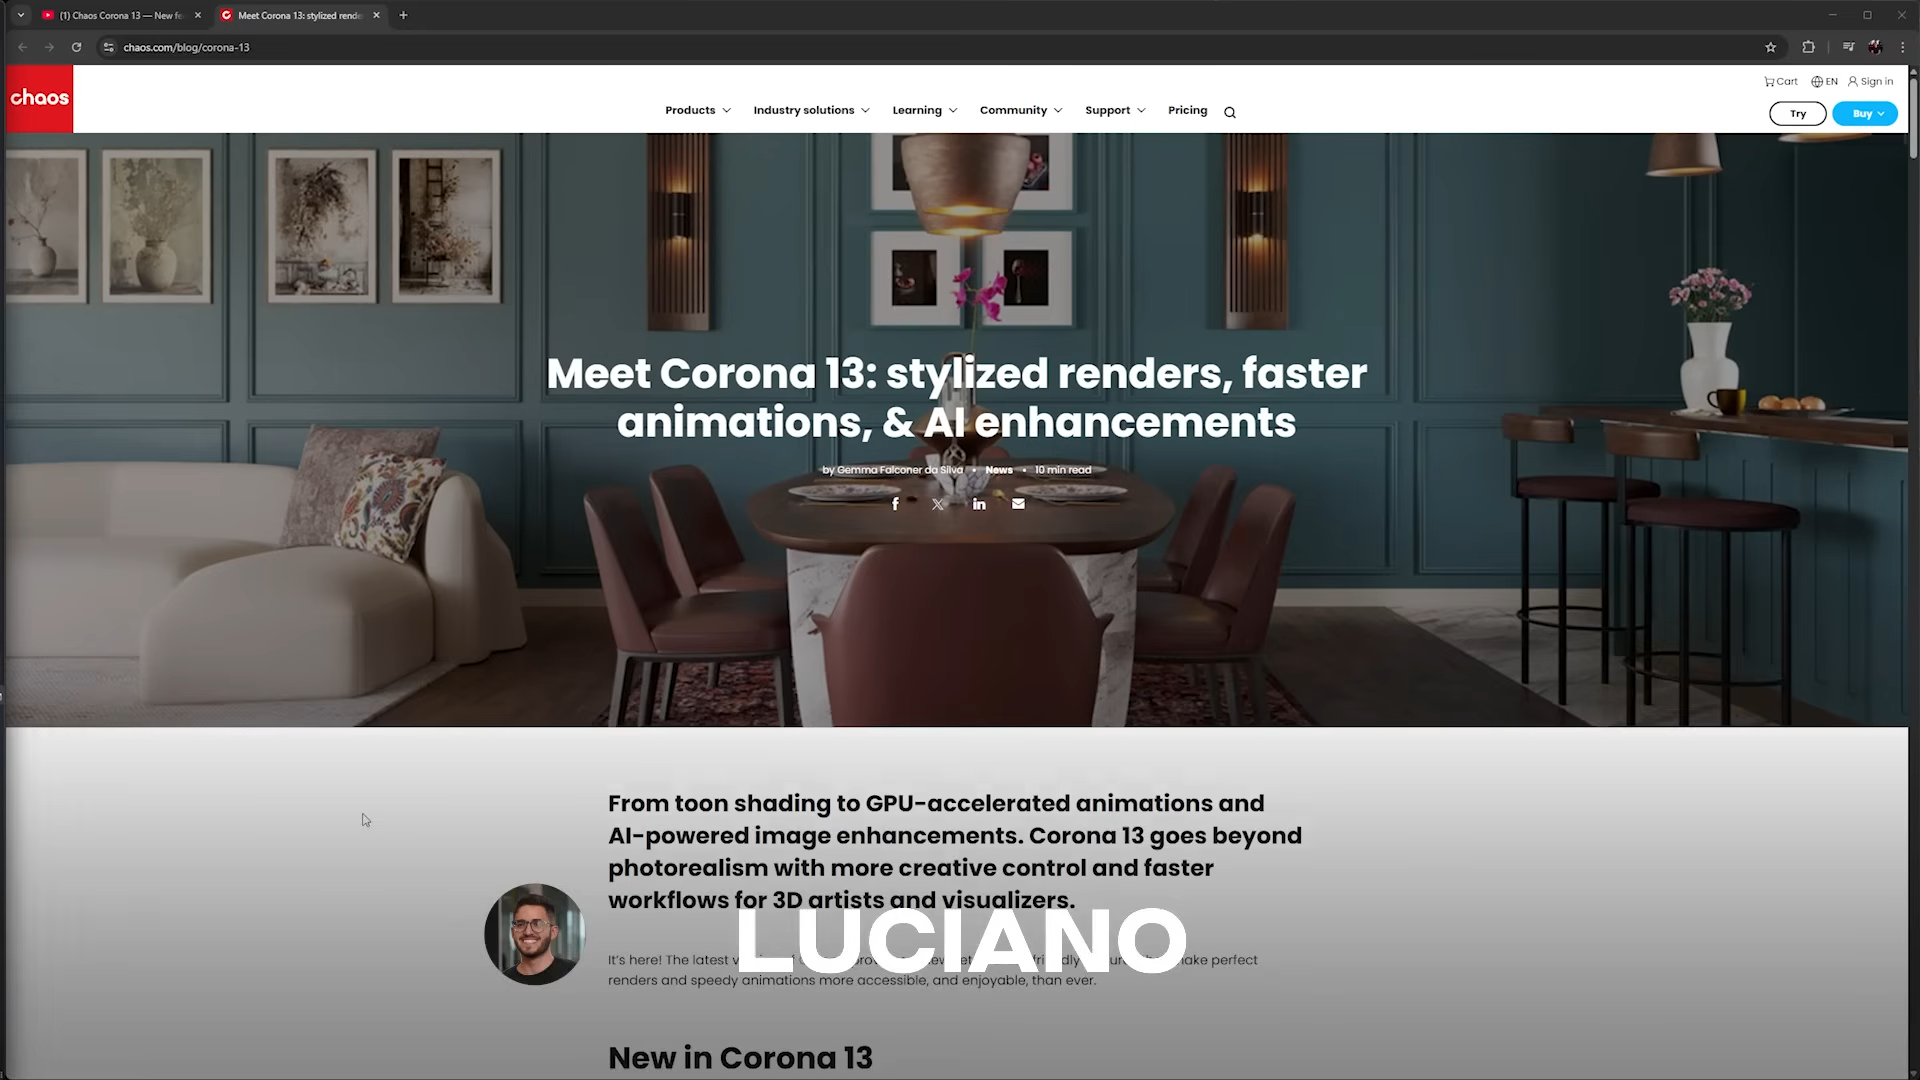 (1) Chaos Corona 13 — New fe
Meet Corona 13: stylized rende
chaos.com/blog/corona-13
chaos
Cart EN Sign in
Products Industry solutions Learning Community Support Pricing
Try Buy
Meet Corona 13: stylized renders, faster
animations, & AI enhancements
by Gemma Falconer da Silva • News • 10 min read
From toon shading to GPU-accelerated animations and
AI-powered image enhancements. Corona 13 goes beyond
photorealism with more creative control and faster
workflows for 3D artists and visualizers.
LUCIANO
It's here! The latest
renders and speedy animations more accessible, and enjoyable, than ever.
perfect
New in Corona 13